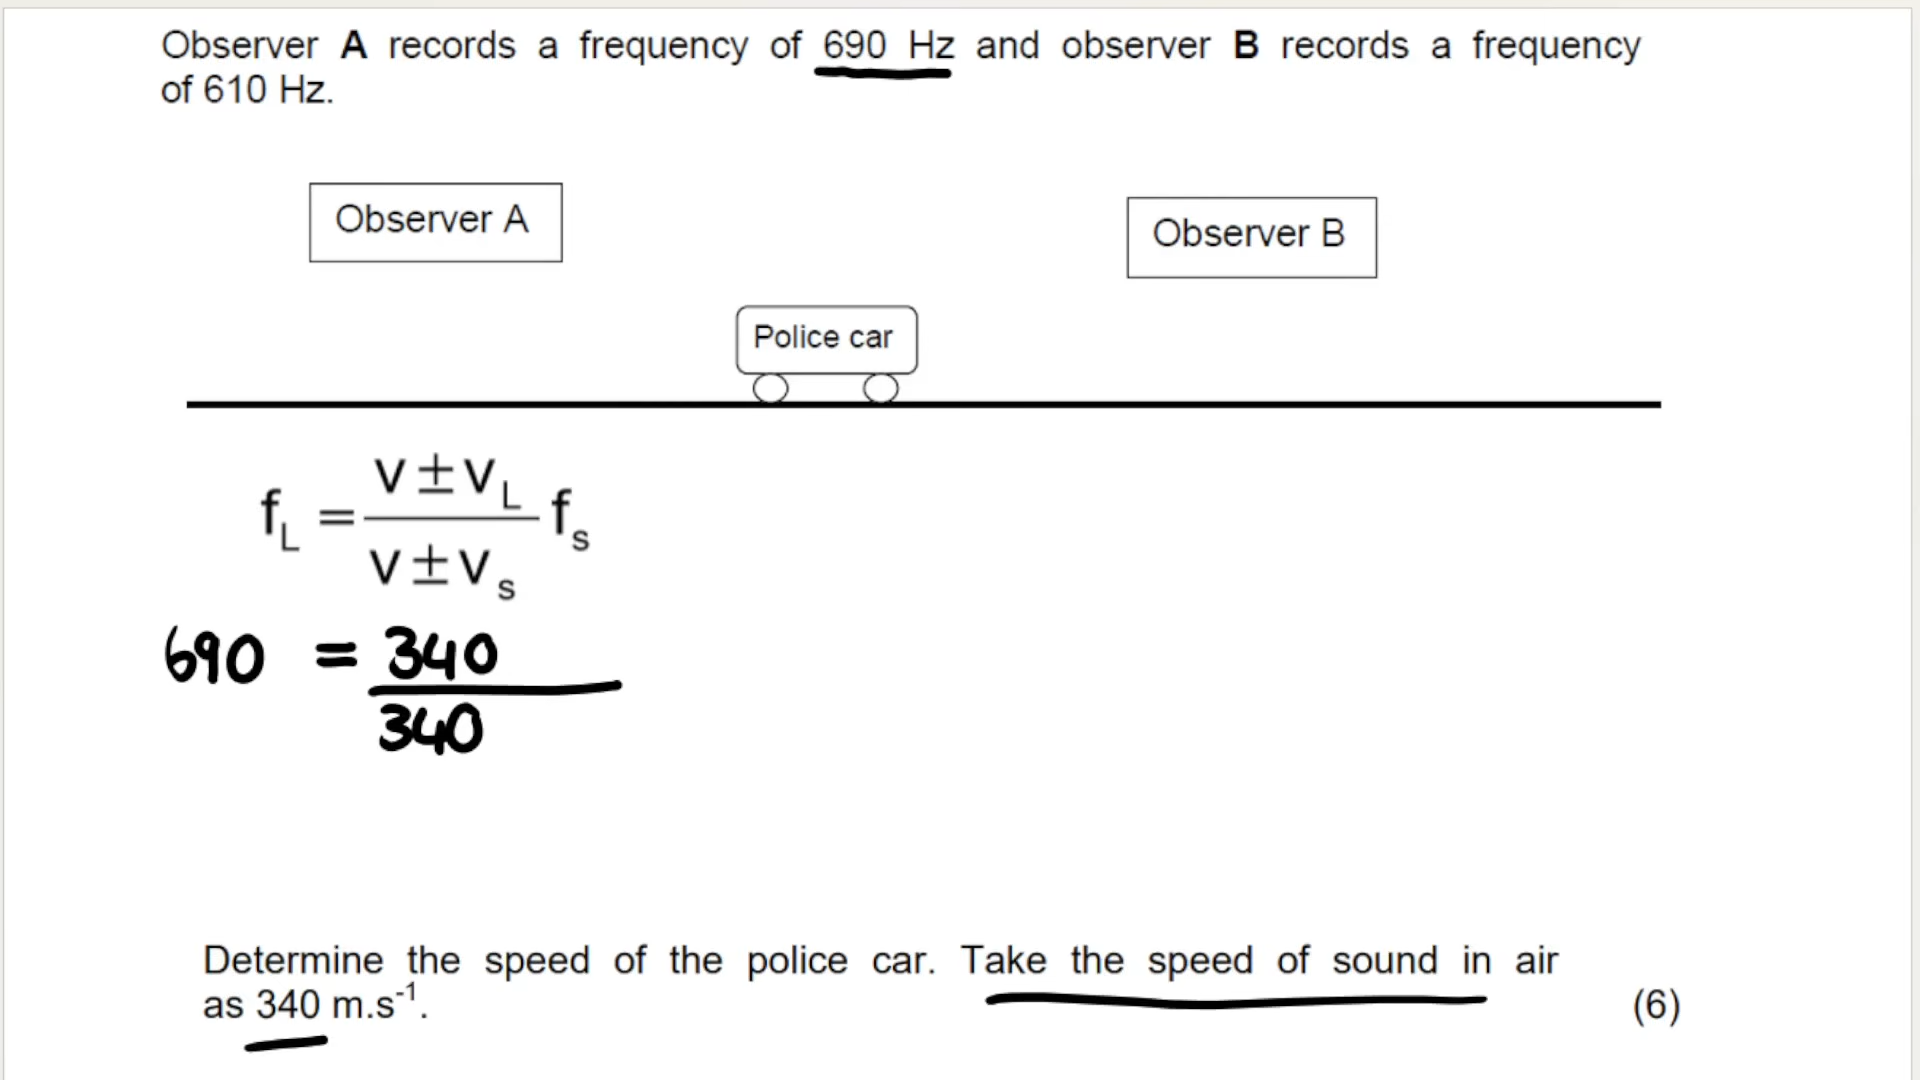 Observer A records a frequency of 690 Hz and observer B records a frequency
of 610 Hz.
Observer A
Observer B
Police car
f_L = (v ± v_L)/(v ± v_s) f_s
690 = 340
340
Determine the speed of the police car. Take the speed of sound in air
as 340 m.s⁻¹.
(6)